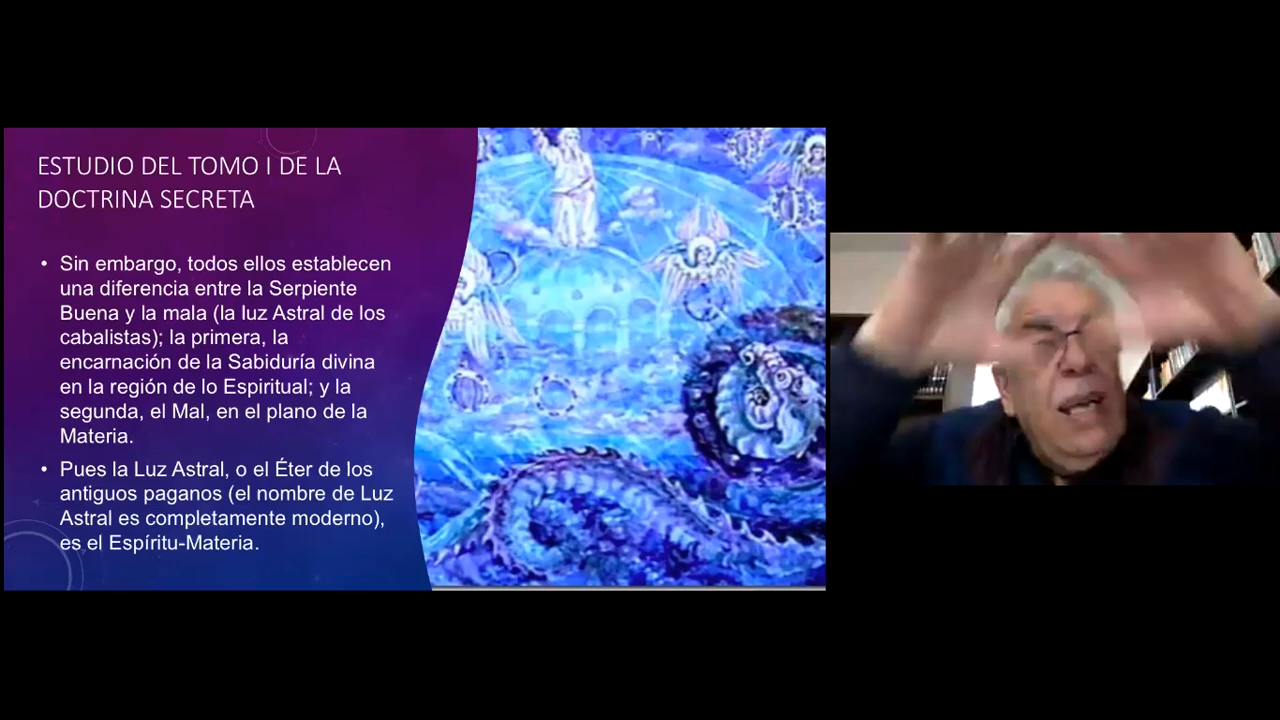 ESTUDIO DEL TOMO I DE LA
DOCTRINA SECRETA
• Sin embargo, todos ellos establecen
una diferencia entre la Serpiente
Buena y la mala (la luz Astral de los
cabalistas); la primera, la
encarnación de la Sabiduría divina
en la región de lo Espiritual; y la
segunda, el Mal, en el plano de la
Materia.
• Pues la Luz Astral, o el Éter de los
antiguos paganos (el nombre de Luz
Astral es completamente moderno),
es el Espíritu-Materia.